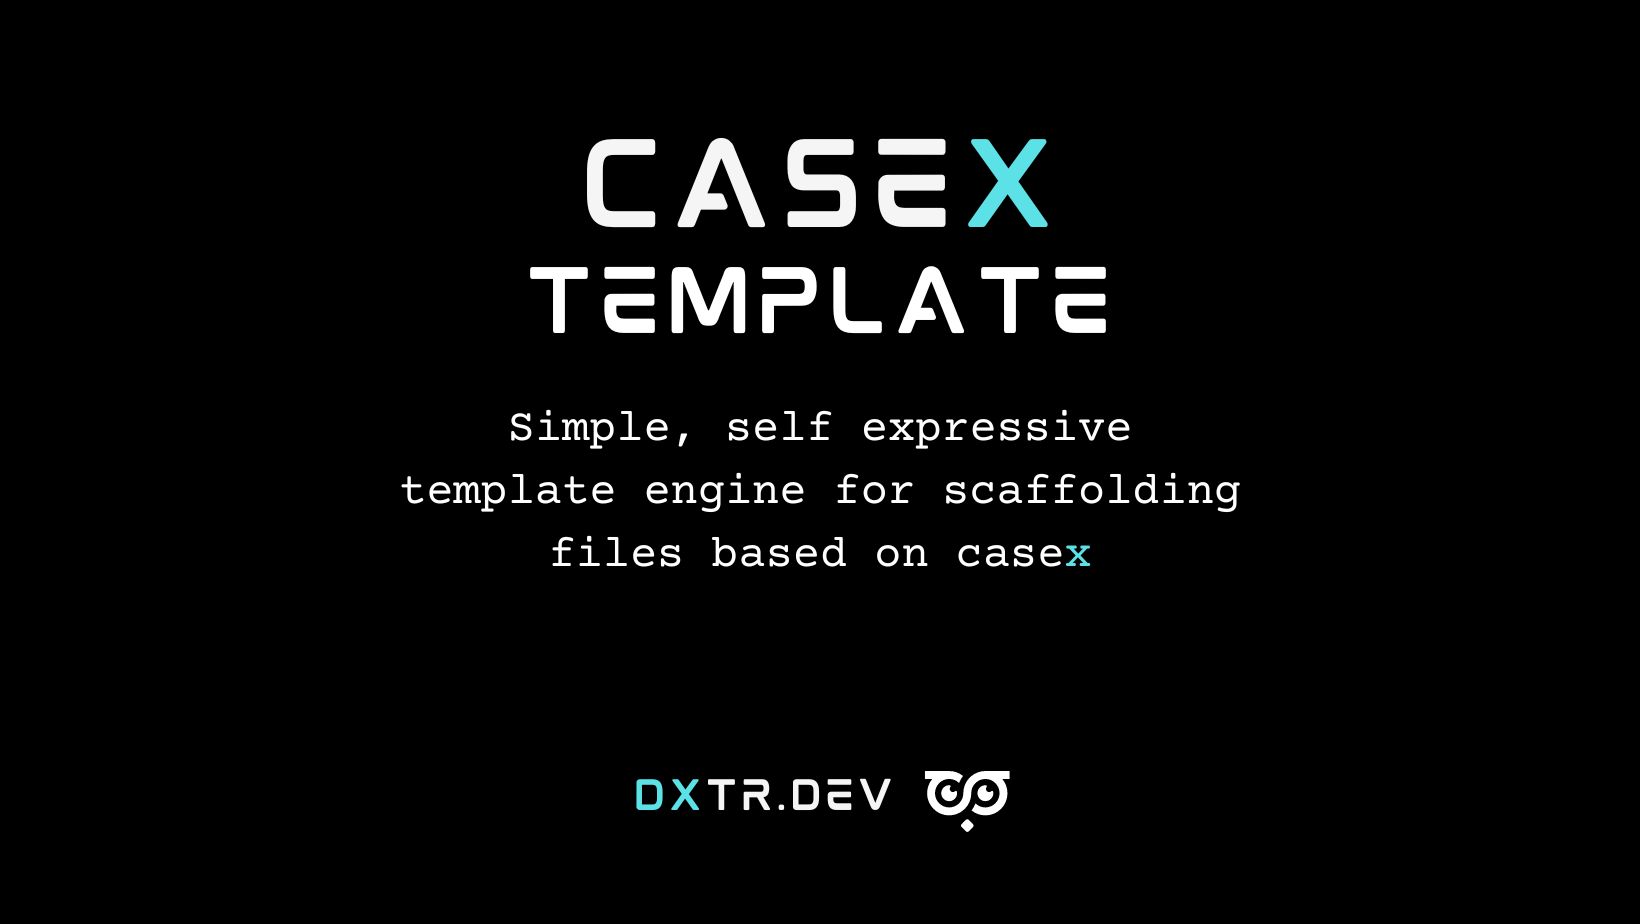 CASEX
TEMPLATE
Simple, self expressive
template engine for scaffolding
files based on casex
DXTR.DEV